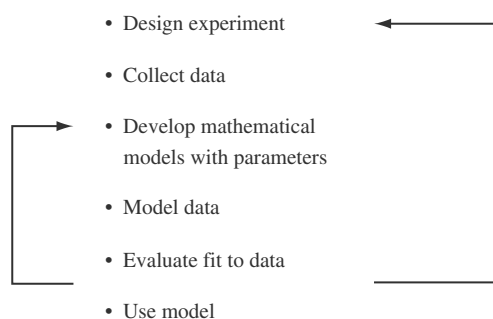 • Design experiment
• Collect data
• Develop mathematical
models with parameters
• Model data
• Evaluate fit to data
• Use model